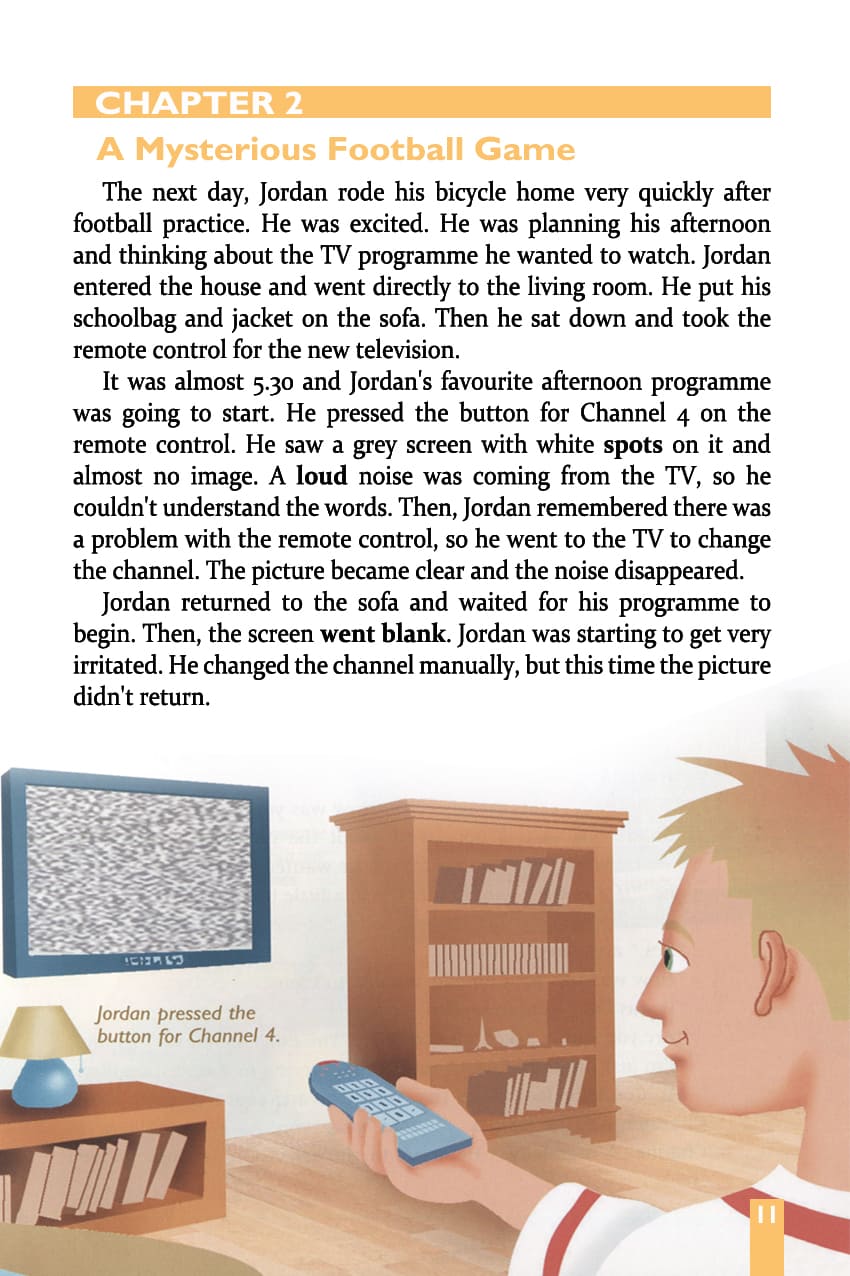 CHAPTER 2
A Mysterious Football Game
The next day, Jordan rode his bicycle home very quickly after
football practice. He was excited. He was planning his afternoon
and thinking about the TV programme he wanted to watch. Jordan
entered the house and went directly to the living room. He put his
schoolbag and jacket on the sofa. Then he sat down and took the
remote control for the new television.
It was almost 5.30 and Jordan's favourite afternoon programme
was going to start. He pressed the button for Channel 4 on the
remote control. He saw a grey screen with white spots on it and
almost no image. A loud noise was coming from the TV, so he
couldn't understand the words. Then, Jordan remembered there was
a problem with the remote control, so he went to the TV to change
the channel. The picture became clear and the noise disappeared.
Jordan returned to the sofa and waited for his programme to
begin. Then, the screen went blank. Jordan was starting to get very
irritated. He changed the channel manually, but this time the picture
didn't return.
Jordan pressed the
button for Channel 4.
11